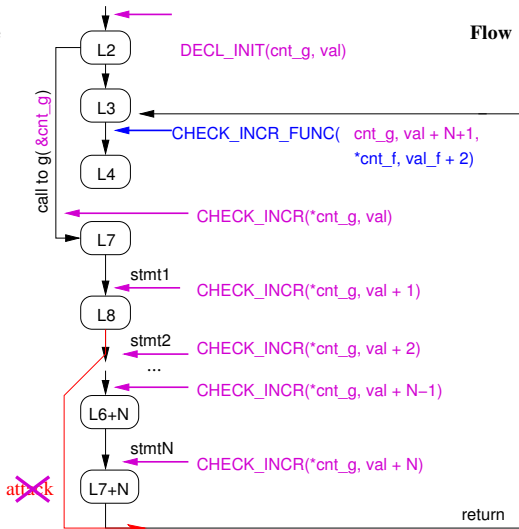 Flow
L2
DECL_INIT(cnt_g, val)
call to g( &cnt_g)
L3
CHECK_INCR_FUNC( cnt_g, val + N+1,
*cnt_f, val_f + 2)
L4
CHECK_INCR(*cnt_g, val)
L7
stmt1
CHECK_INCR(*cnt_g, val + 1)
L8
stmt2
CHECK_INCR(*cnt_g, val + 2)
...
CHECK_INCR(*cnt_g, val + N−1)
L6+N
stmtN
CHECK_INCR(*cnt_g, val + N)
L7+N
attack
return